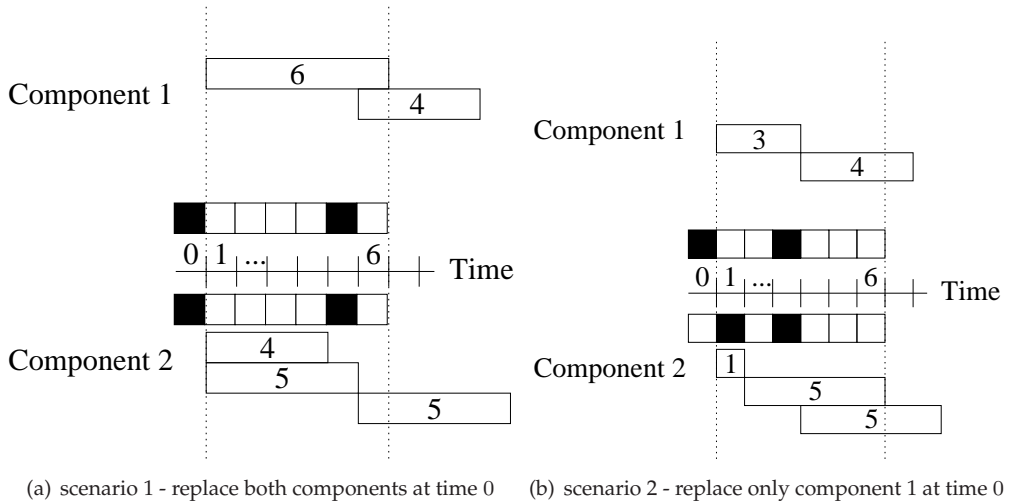 6
Component 1
4
0 1 ... 6
Time
4
Component 2
5
5
(a) scenario 1 - replace both components at time 0
Component 1
3
4
0 1 ... 6
Time
1
Component 2
5
5
(b) scenario 2 - replace only component 1 at time 0